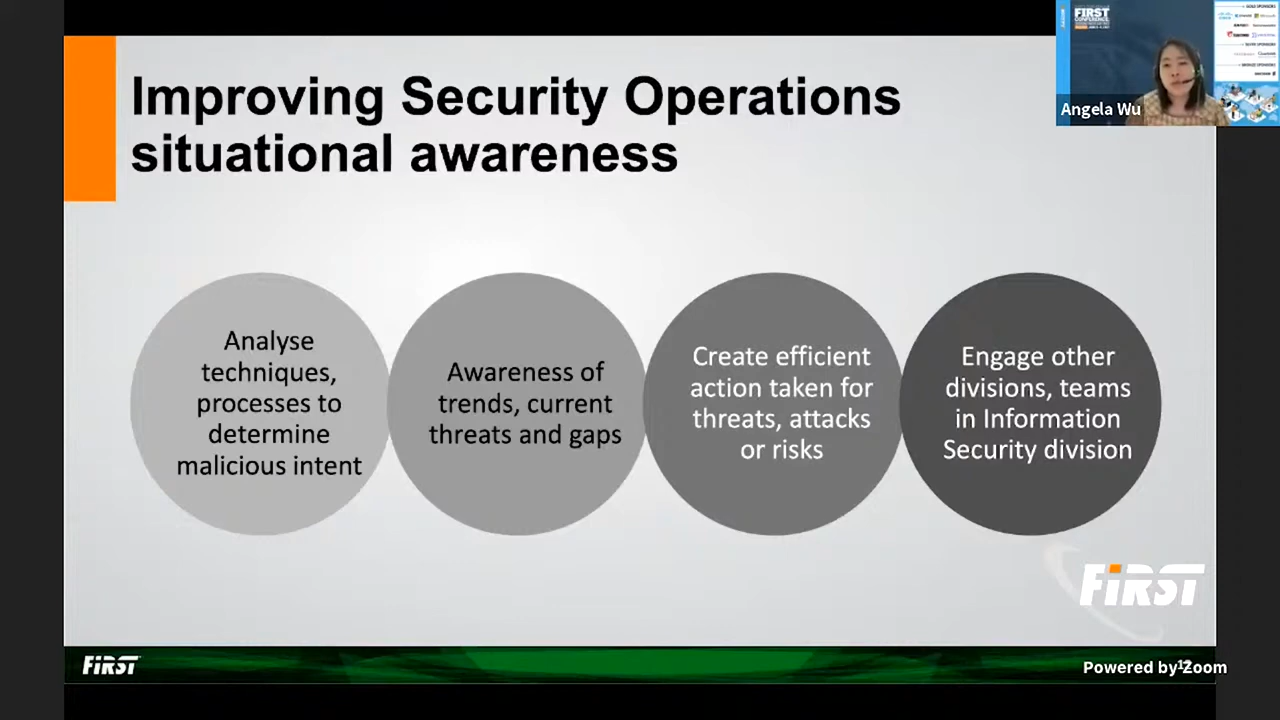 Improving Security Operations
situational awareness
FIRST
CONFERENCE
Angela Wu
Analyse
techniques,
processes to
determine
malicious intent
Awareness of
trends, current
threats and gaps
Create efficient
action taken for
threats, attacks
or risks
Engage other
divisions, teams
in Information
Security division
FiRST
FiRST
Powered by Zoom